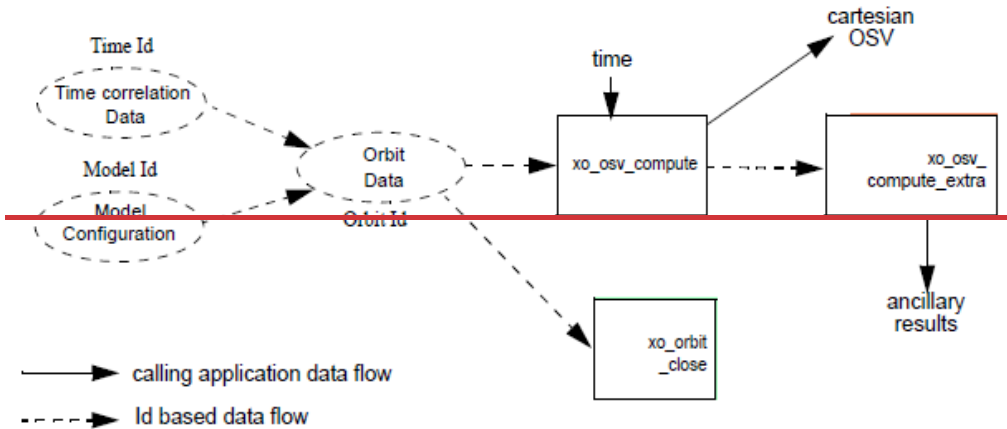 cartesian
OSV
Time Id
time
Time correlation
Data
Orbit
Data
xo_osv_compute
xo_osv_
compute_extra
Model Id
Model
Configuration
Orbit Id
ancillary
results
xo_orbit
_close
calling application data flow
Id based data flow